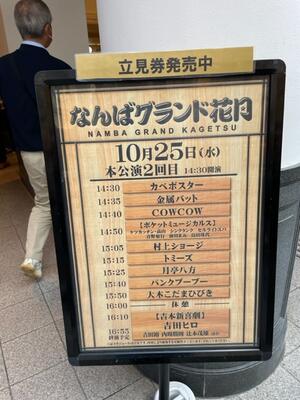 立見券発売中
なんばグランド花月
NAMBA GRAND KAGETSU
10月25日(水)
本公演2回目 14:30開演
14:30 カベポスター
14:35 金属バット
14:40 COWCOW
14:50 【ポケットミュージカルス】
15:05 村上ショージ
15:15 トミーズ
15:25 月亭八方
15:40 パンクブーブー
15:50 大木こだまひびき
16:00 休憩
16:10 【吉本新喜劇】
吉田ヒロ
16:55
終演予定